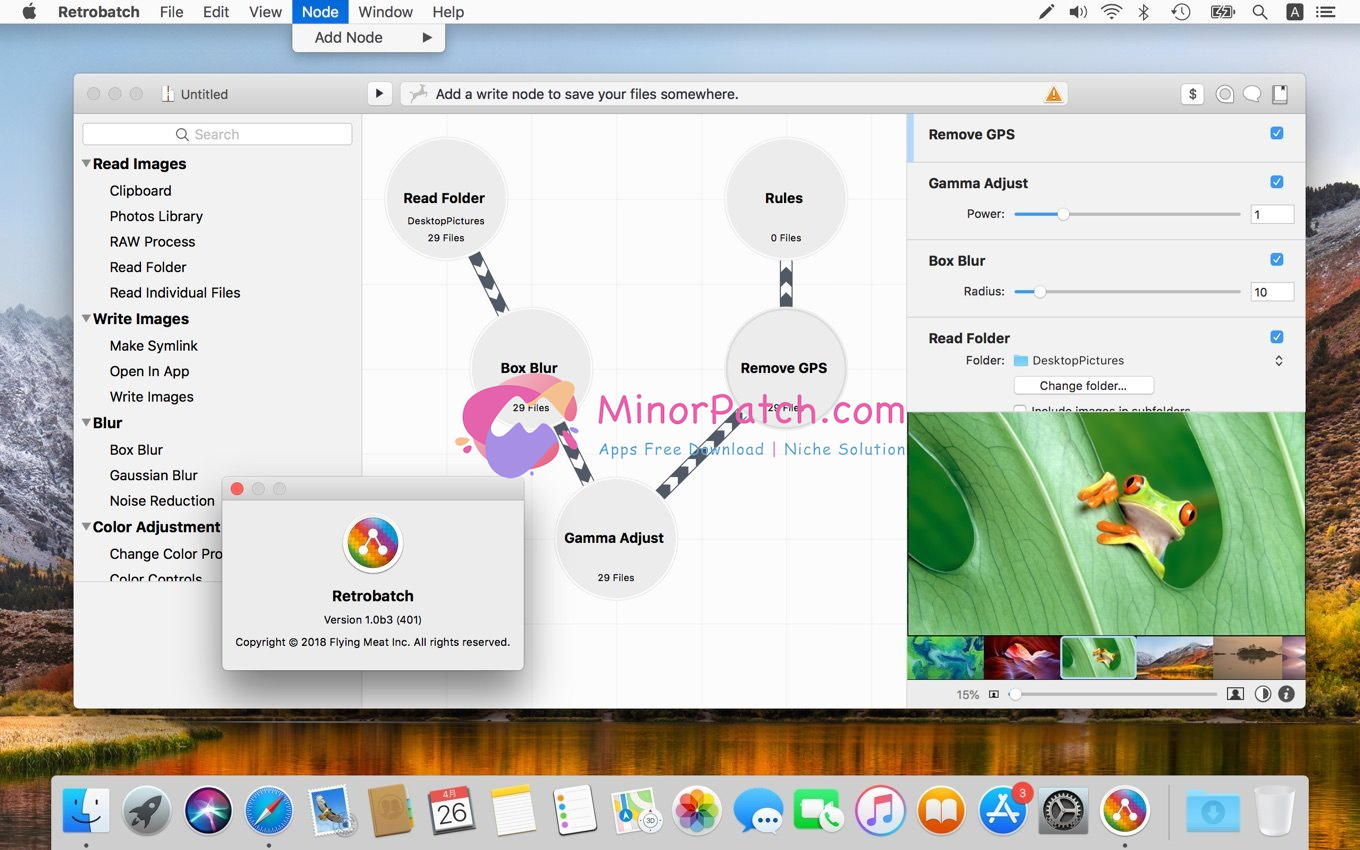 Retrobatch File Edit View Node Window Help
A
Add Node
Untitled
Add a write node to save your files somewhere.
$
Search
Read Images
Clipboard
Photos Library
RAW Process
Read Folder
Read Individual Files
Write Images
Make Symlink
Open In App
Write Images
Blur
Box Blur
Gaussian Blur
Noise Reduction
Color Adjustment
Change Color Pro
Color Controls
Read Folder
DesktopPictures
29 Files
Rules
0 Files
Box Blur
29 Files
Remove GPS
29 Files
Gamma Adjust
29 Files
MinorPatch.com
Apps Free Download | Niche Solution
Remove GPS
Gamma Adjust
Power: 1
Box Blur
Radius: 10
Read Folder
Folder: DesktopPictures
Change folder...
Include images in subfolders
15%
Retrobatch
Version 1.0b3 (401)
Copyright © 2018 Flying Meat Inc. All rights reserved.
4月
26
3D
3